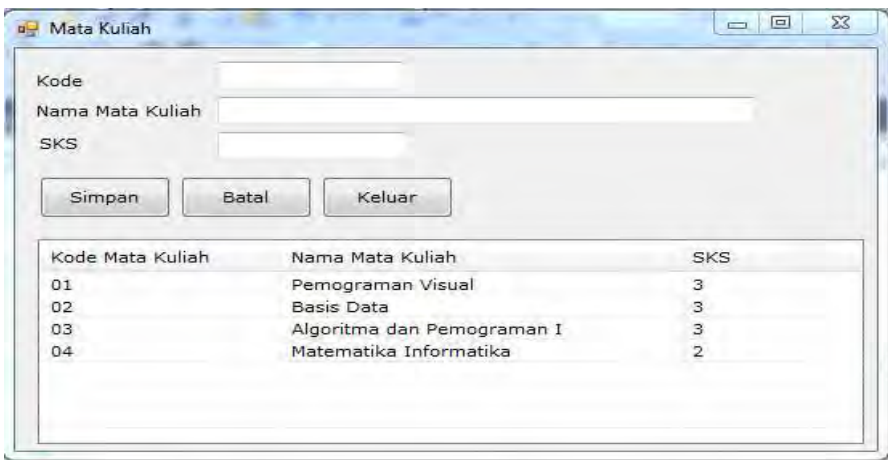 Mata Kuliah
Kode
Nama Mata Kuliah
SKS
Simpan Batal Keluar
Kode Mata Kuliah Nama Mata Kuliah SKS
01 Pemograman Visual 3
02 Basis Data 3
03 Algoritma dan Pemograman I 3
04 Matematika Informatika 2